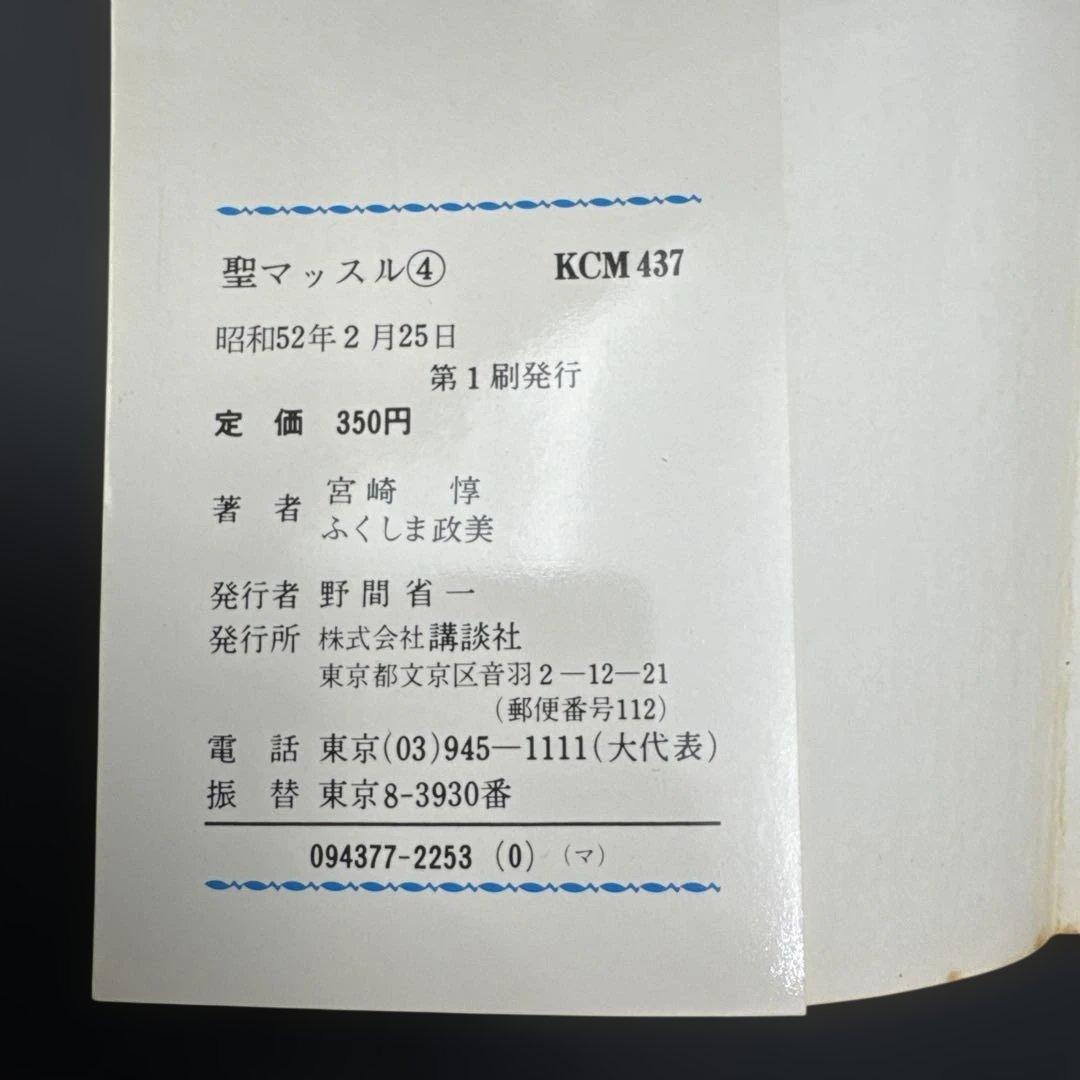 聖マッスル④ KCM 437
昭和52年2月25日
第1刷発行
定価 350円
著者 宮崎 惇
ふくしま政美
発行者 野間省一
発行所 株式会社講談社
東京都文京区音羽2—12—21
(郵便番号112)
電話 東京(03)945—1111(大代表)
振替 東京8-3930番
094377-2253 (0) (マ)